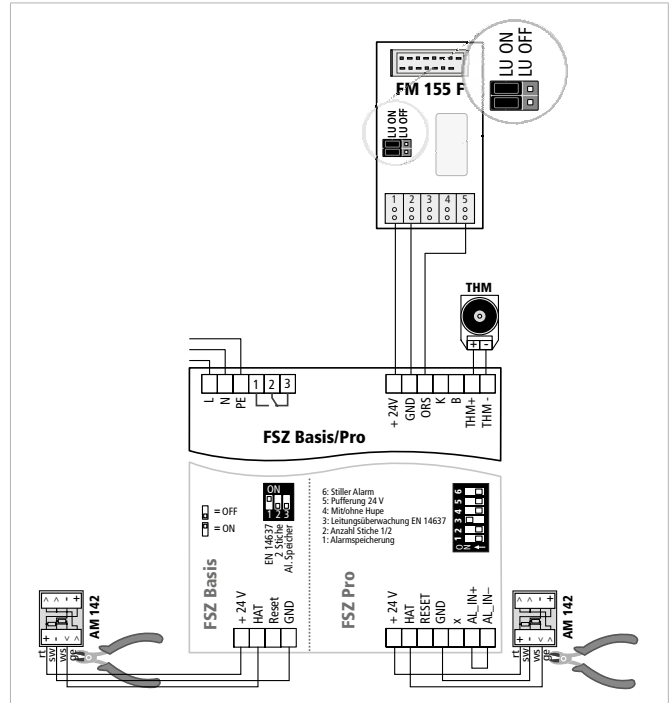 LU ON
LU OFF
FM 155 F
LU ON
LU OFF
1 2 3 4 5
THM
+ -
L
N
PE
1 2 3
+ 24V
GND
ORS
K
B
THM+
THM -
FSZ Basis/Pro
= OFF
= ON
ON
1 2 3
EN 14637
2 Stiche
Al. Speicher
FSZ Basis
+ 24 V
HAT
Reset
GND
6: Stiller Alarm
5: Pufferung 24 V
4: Mit/ohne Hupe
3: Leitungsüberwachung EN 14637
2: Anzahl Stiche 1/2
1: Alarmspeicherung
ON
1 2 3 4 5 6
FSZ Pro
+ 24 V
HAT
RESET
GND
x
AL_IN+
AL_IN–
AM 142
rt
sw
ws
ge
AM 142
rt
sw
ws
ge